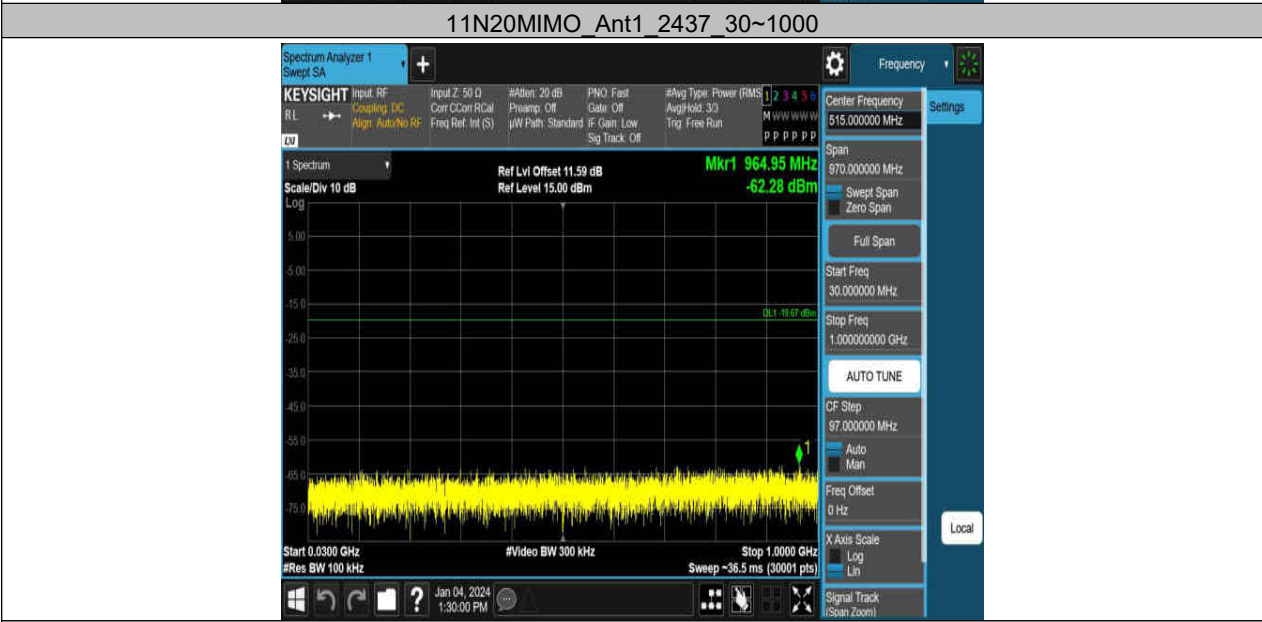 11N20MIMO_Ant1_2437_30~1000
Spectrum Analyzer 1
Swept SA
Frequency
KEYSIGHT
RL
Input: RF
Coupling: DC
Align: Auto/No RF
Input Z: 50 Ω
Corr CCorr RCal
Freq Ref: Int (S)
#Atten: 20 dB
Preamp: Off
µW Path: Standard
PNO: Fast
Gate: Off
IF Gain: Low
Sig Track: Off
#Avg Type: Power (RMS
Avg|Hold: 3/3
Trig: Free Run
1 2 3 4 5 6
M W W W W W
P P P P P P
Center Frequency
515.000000 MHz
Settings
1 Spectrum
Scale/Div 10 dB
Ref Lvl Offset 11.59 dB
Ref Level 15.00 dBm
Mkr1 964.95 MHz
-62.28 dBm
Span
970.000000 MHz
Swept Span
Zero Span
Full Span
Start Freq
30.000000 MHz
Stop Freq
1.000000000 GHz
AUTO TUNE
CF Step
97.000000 MHz
Auto
Man
Freq Offset
0 Hz
X Axis Scale
Log
Lin
Signal Track
(Span Zoom)
Local
Log
5.00
-5.00
-15.0
DL1 -19.67 dBm
-25.0
-35.0
-45.0
-55.0
1
-65.0
-75.0
Start 0.0300 GHz
#Res BW 100 kHz
#Video BW 300 kHz
Stop 1.0000 GHz
Sweep ~36.5 ms (30001 pts)
?
Jan 04, 2024
1:30:00 PM